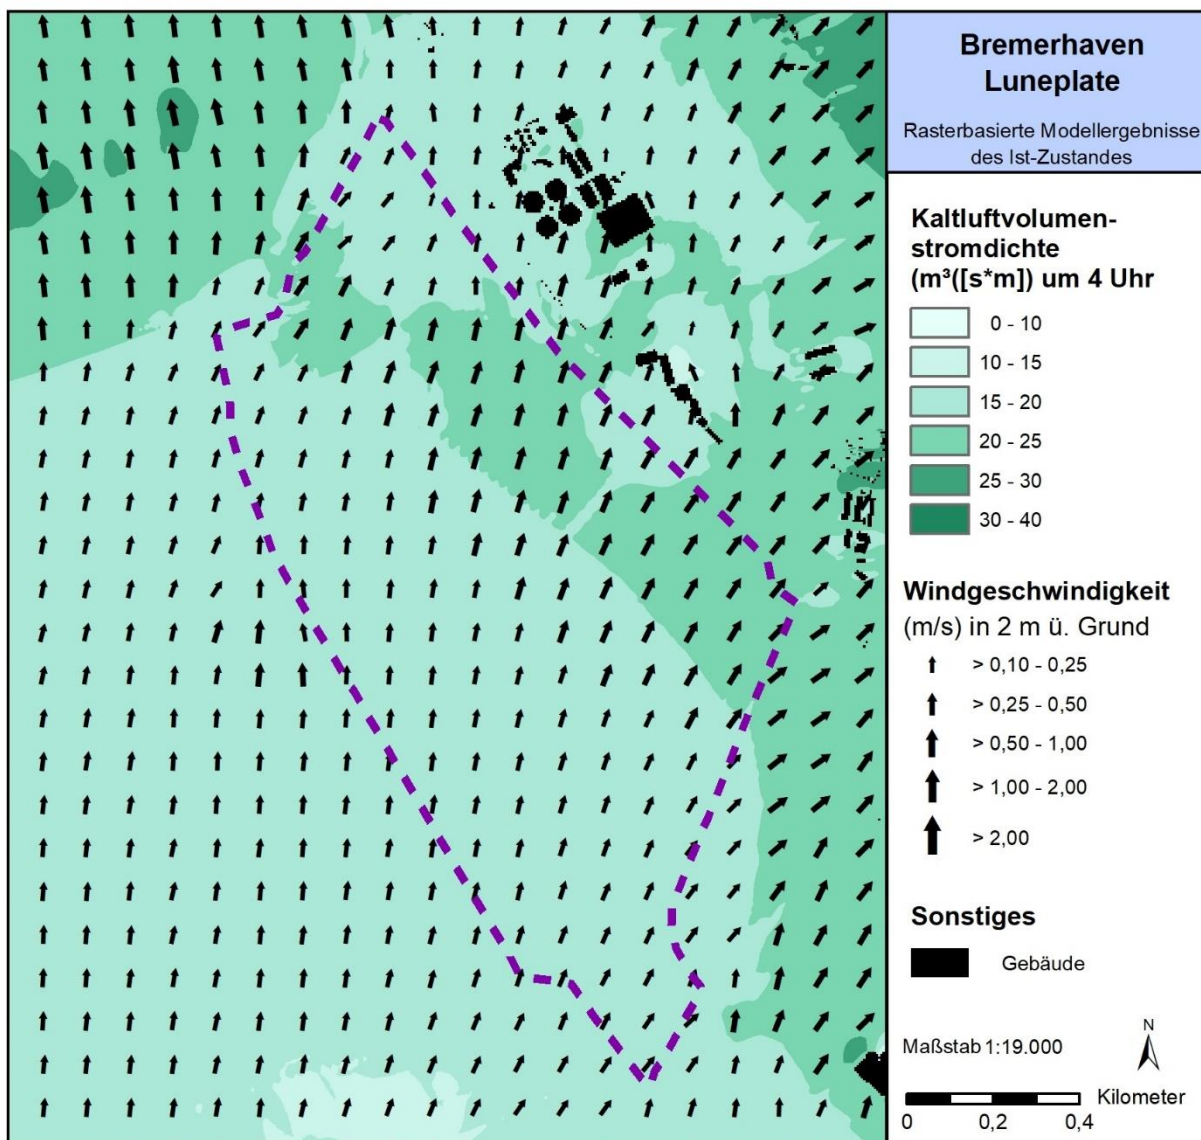 Bremerhaven
Luneplate
Rasterbasierte Modellergebnisse
des Ist-Zustandes
Kaltluftvolumen-
stromdichte
(m³([s*m]) um 4 Uhr
0 - 10
10 - 15
15 - 20
20 - 25
25 - 30
30 - 40
Windgeschwindigkeit
(m/s) in 2 m ü. Grund
> 0,10 - 0,25
> 0,25 - 0,50
> 0,50 - 1,00
> 1,00 - 2,00
> 2,00
Sonstiges
Gebäude
N
Maßstab 1:19.000
Kilometer
0 0,2 0,4